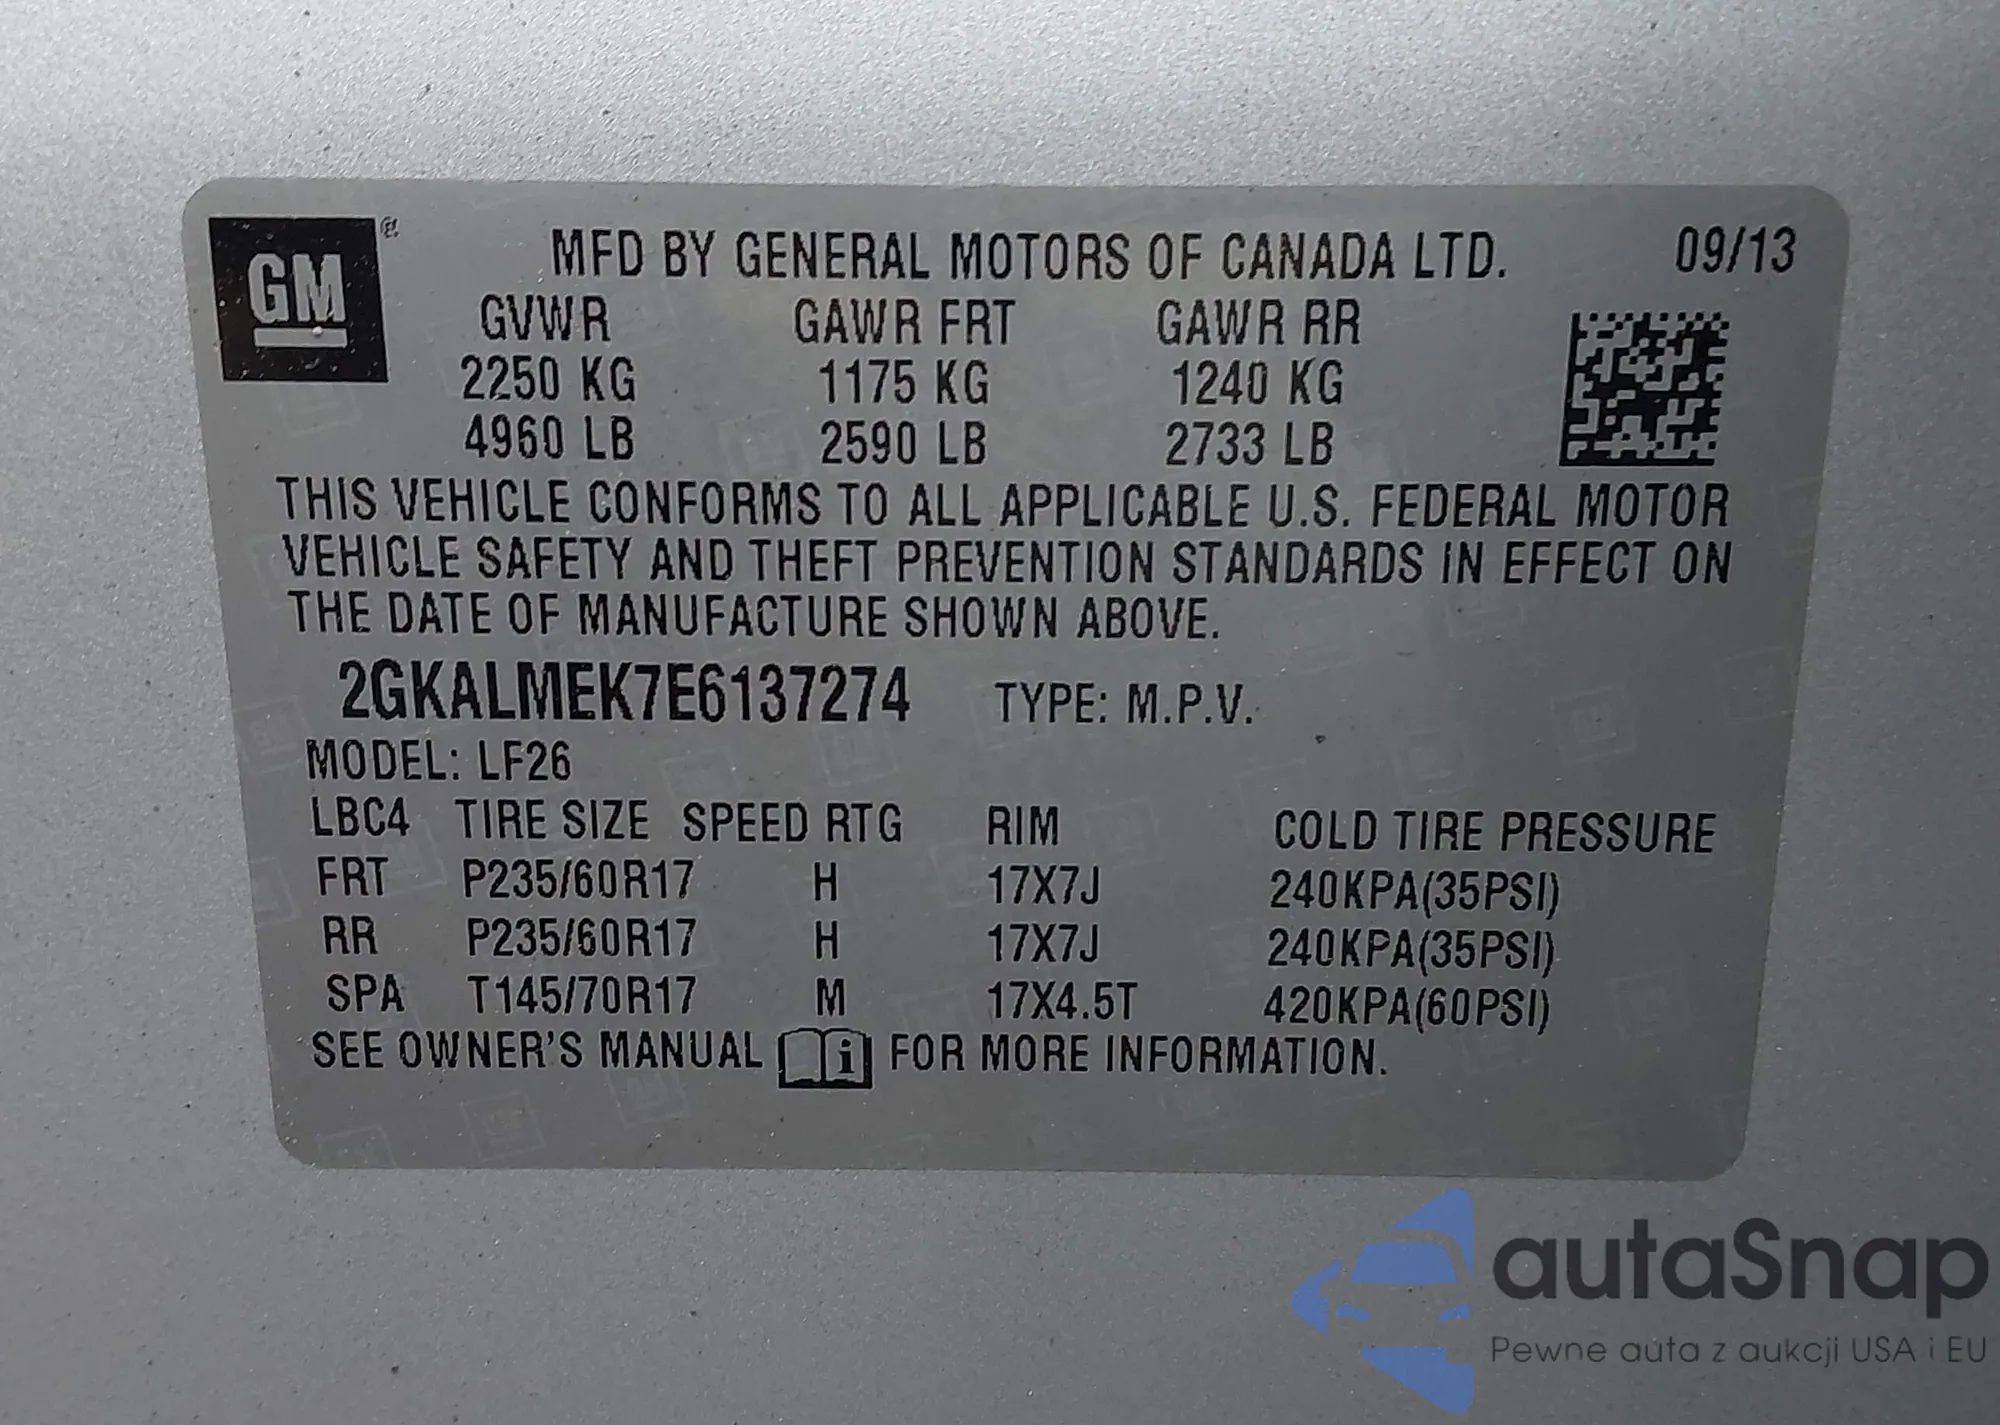 GM ®
MFD BY GENERAL MOTORS OF CANADA LTD. 09/13
GVWR GAWR FRT GAWR RR
2250 KG 1175 KG 1240 KG
4960 LB 2590 LB 2733 LB
THIS VEHICLE CONFORMS TO ALL APPLICABLE U.S. FEDERAL MOTOR
VEHICLE SAFETY AND THEFT PREVENTION STANDARDS IN EFFECT ON
THE DATE OF MANUFACTURE SHOWN ABOVE.
2GKALMEK7E6137274 TYPE: M.P.V.
MODEL: LF26
LBC4 TIRE SIZE SPEED RTG RIM COLD TIRE PRESSURE
FRT P235/60R17 H 17X7J 240KPA(35PSI)
RR P235/60R17 H 17X7J 240KPA(35PSI)
SPA T145/70R17 M 17X4.5T 420KPA(60PSI)
SEE OWNER'S MANUAL i FOR MORE INFORMATION.
autaSnap
Pewne auta z aukcji USA i EU